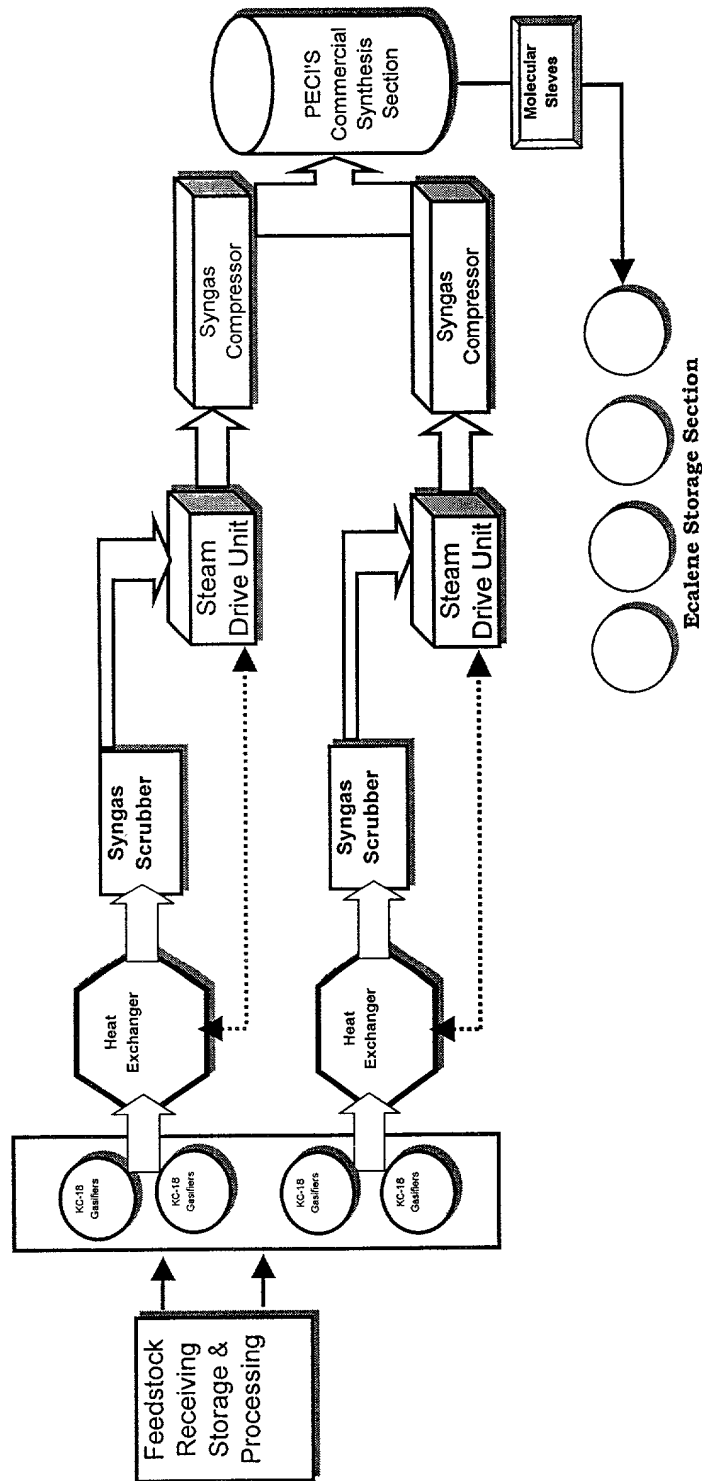 Feedstock
Receiving
Storage &
Processing
KC-18
Gasifiers
KC-18
Gasifiers
KC-18
Gasifiers
KC-18
Gasifiers
Heat
Exchanger
Heat
Exchanger
Syngas
Scrubber
Syngas
Scrubber
Steam
Drive Unit
Steam
Drive Unit
Syngas
Compressor
Syngas
Compressor
PECI'S
Commercial
Synthesis
Section
Molecular
Sieves
Ecalene Storage Section